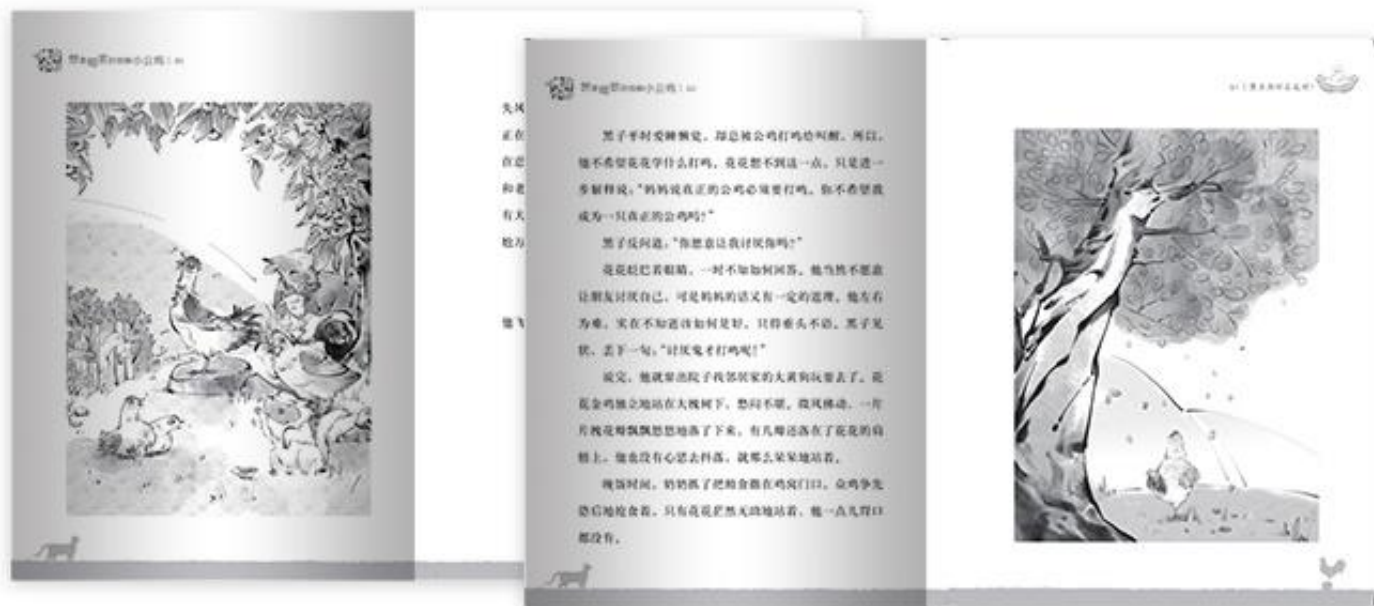 失风
正在
和老
有大
他飞
黑子平时爱睡懒觉，却总被公鸡打鸣给叫醒，所以，
他不希望花花学什么打鸣。花花想不到这一点，只是进一
步解释说：“妈妈说真正的公鸡必须要打鸣，你不希望我
成为一只真正的公鸡吗？”
黑子反问道：“你想意让我讨厌你吗？”
花花眨巴着眼睛，一时不知如何回答。他当然不愿意
让朋友讨厌自己，可是妈妈的话又有一定的道理。他左右
为难，实在不知道该如何是好，只得垂头不语。黑子见
状，丢下一句：“讨厌鬼才打鸣呢！”
说完，他就窜出院子找邻居家的大黄狗玩耍去了。花
花金鸡独立地站在大槐树下，愁闷不堪。微风拂动，一片
片槐花瓣飘飘悠悠地落了下来，有几瓣还落在了花花的肩
膀上。他也没有心思去抖落，就那么呆呆地站着。
晚饭时间，奶奶抓了把粮食撒在鸡窝门口。众鸡争先
恐后地抢食着，只有花花茫然无助地站着，他一点儿胃口
都没有。